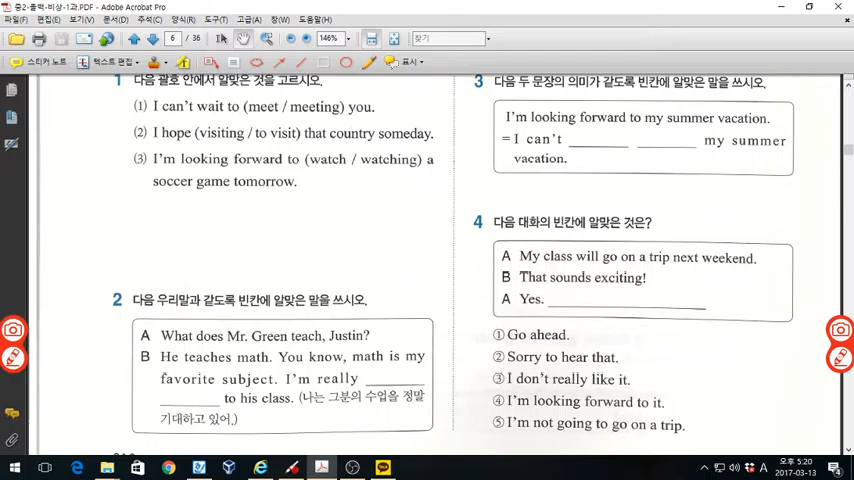 중2-플백-비상-1과.PDF - Adobe Acrobat Pro
파일(F) 편집(E) 보기(V) 문서(D) 주석(C) 양식(R) 도구(T) 고급(A) 창(W) 도움말(H)
6 / 36 146% 찾기
스티커 노트 텍스트 편집 표시
1 다음 괄호 안에서 알맞은 것을 고르시오.
(1) I can't wait to (meet / meeting) you.
(2) I hope (visiting / to visit) that country someday.
(3) I'm looking forward to (watch / watching) a
soccer game tomorrow.
2 다음 우리말과 같도록 빈칸에 알맞은 말을 쓰시오.
A What does Mr. Green teach, Justin?
B He teaches math. You know, math is my
favorite subject. I'm really ________
________ to his class. (나는 그분의 수업을 정말
기대하고 있어.)
3 다음 두 문장의 의미가 같도록 빈칸에 알맞은 말을 쓰시오.
I'm looking forward to my summer vacation.
= I can't ________ ________ my summer
vacation.
4 다음 대화의 빈칸에 알맞은 것은?
A My class will go on a trip next weekend.
B That sounds exciting!
A Yes. ________________
① Go ahead.
② Sorry to hear that.
③ I don't really like it.
④ I'm looking forward to it.
⑤ I'm not going to go on a trip.
A 오후 5:20
2017-03-13
4